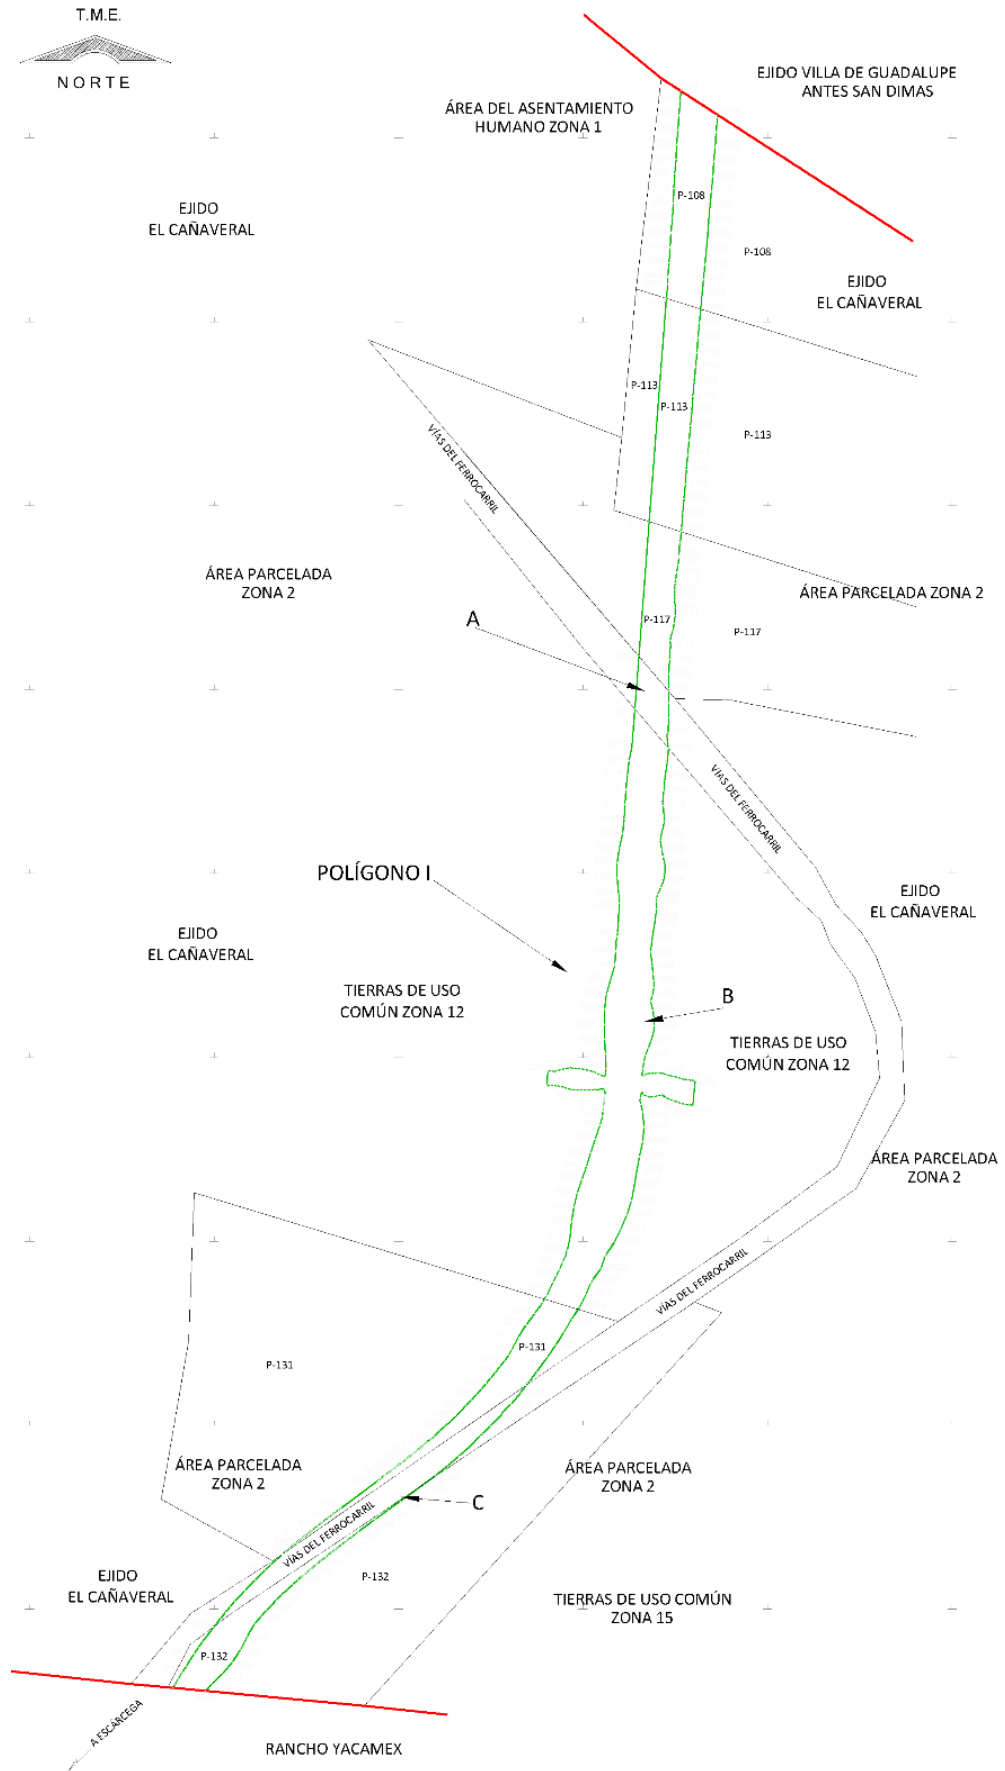 T.M.E.
NORTE
EJIDO VILLA DE GUADALUPE
ANTES SAN DIMAS
ÁREA DEL ASENTAMIENTO
HUMANO ZONA 1
P-108
EJIDO
EL CAÑAVERAL
P-108
EJIDO
EL CAÑAVERAL
P-113
P-113
P-113
VÍAS DEL FERROCARRIL
ÁREA PARCELADA
ZONA 2
ÁREA PARCELADA ZONA 2
A
P-117
P-117
VÍAS DEL FERROCARRIL
POLÍGONO I
EJIDO
EL CAÑAVERAL
EJIDO
EL CAÑAVERAL
TIERRAS DE USO
COMÚN ZONA 12
B
TIERRAS DE USO
COMÚN ZONA 12
ÁREA PARCELADA
ZONA 2
VÍAS DEL FERROCARRIL
P-131
P-131
ÁREA PARCELADA
ZONA 2
ÁREA PARCELADA
ZONA 2
C
VÍAS DEL FERROCARRIL
EJIDO
EL CAÑAVERAL
P-132
TIERRAS DE USO COMÚN
ZONA 15
P-132
A ESCÁRCEGA
RANCHO YACAMEX